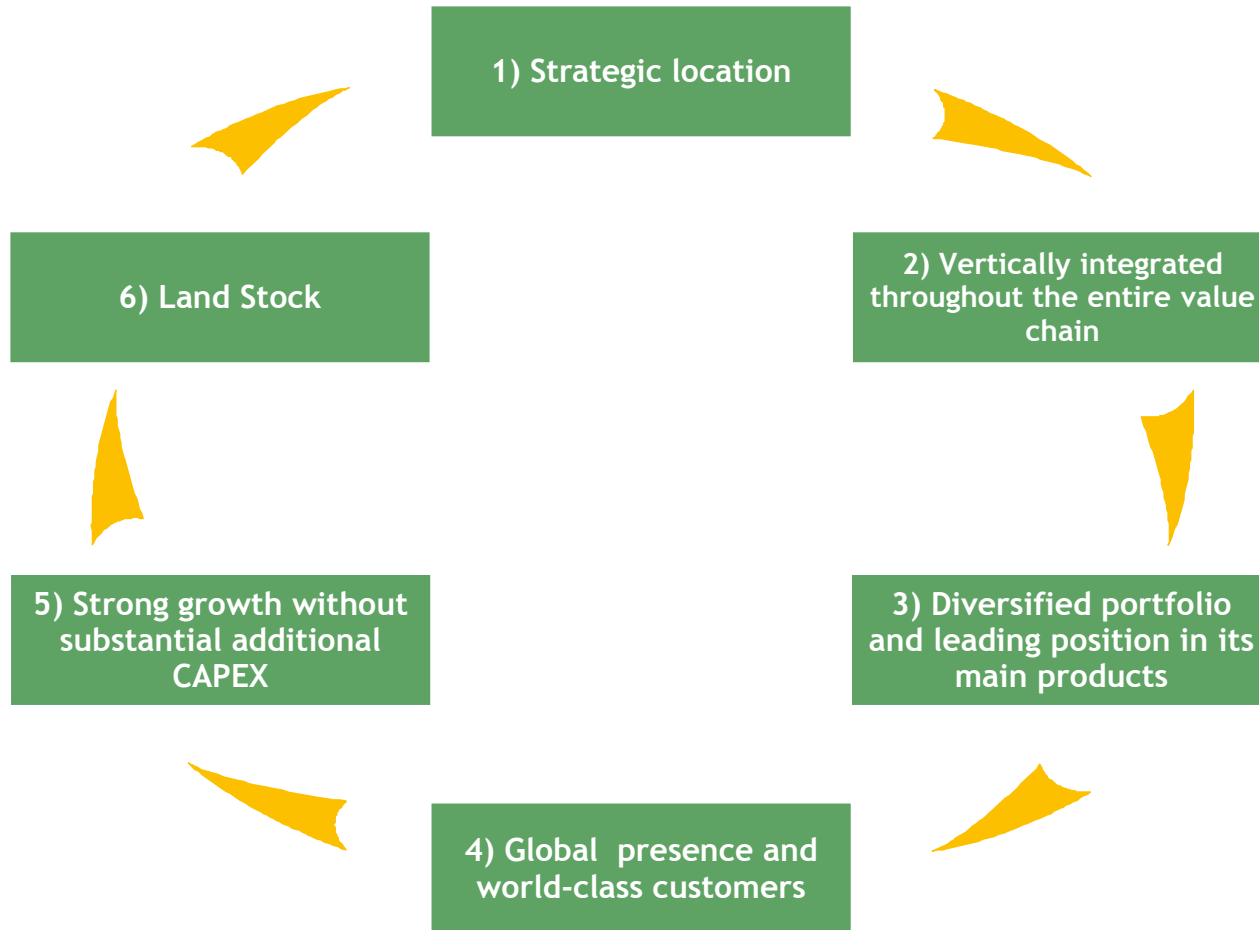 1) Strategic location
2) Vertically integrated
throughout the entire value
chain
3) Diversified portfolio
and leading position in its
main products
4) Global  presence and
world-class customers
5) Strong growth without
substantial additional
CAPEX
6) Land Stock